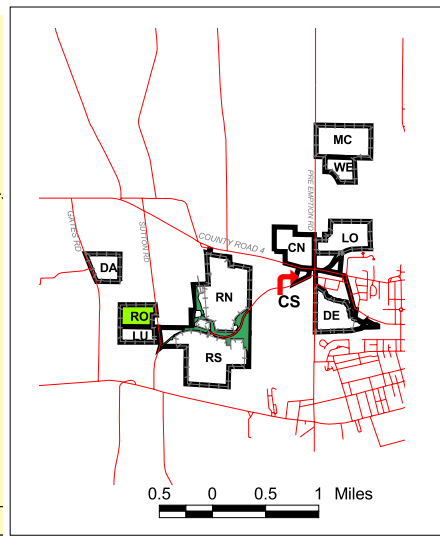 MC
WE
PRE EMPTION RD
GATES RD
SUTTON RD
COUNTY ROAD 4
CN
LO
DA
RN
CS
DE
RO
LU
RS
0.5 0 0.5 1 Miles